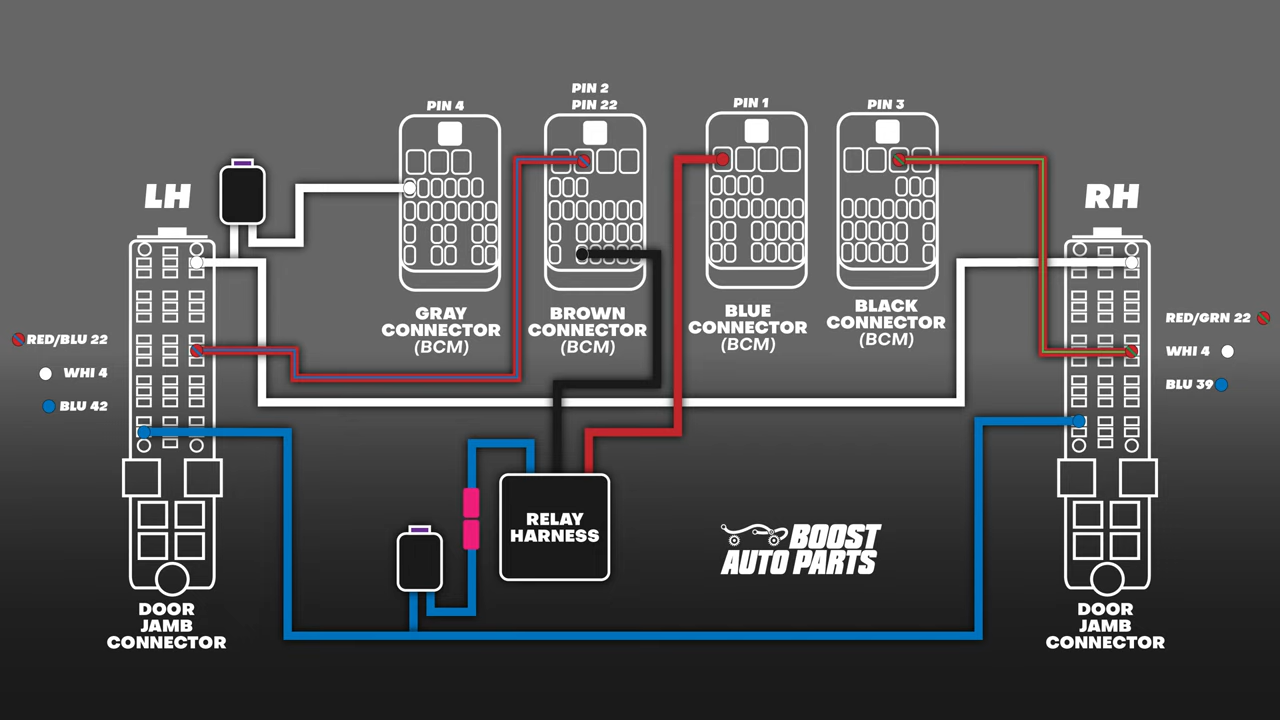 PIN 4
PIN 2
PIN 22
PIN 1
PIN 3
LH
RH
GRAY
CONNECTOR
(BCM)
BROWN
CONNECTOR
(BCM)
BLUE
CONNECTOR
(BCM)
BLACK
CONNECTOR
(BCM)
RED/BLU 22
WHI 4
BLU 42
RED/GRN 22
WHI 4
BLU 39
RELAY
HARNESS
BOOST
AUTO PARTS
DOOR
JAMB
CONNECTOR
DOOR
JAMB
CONNECTOR